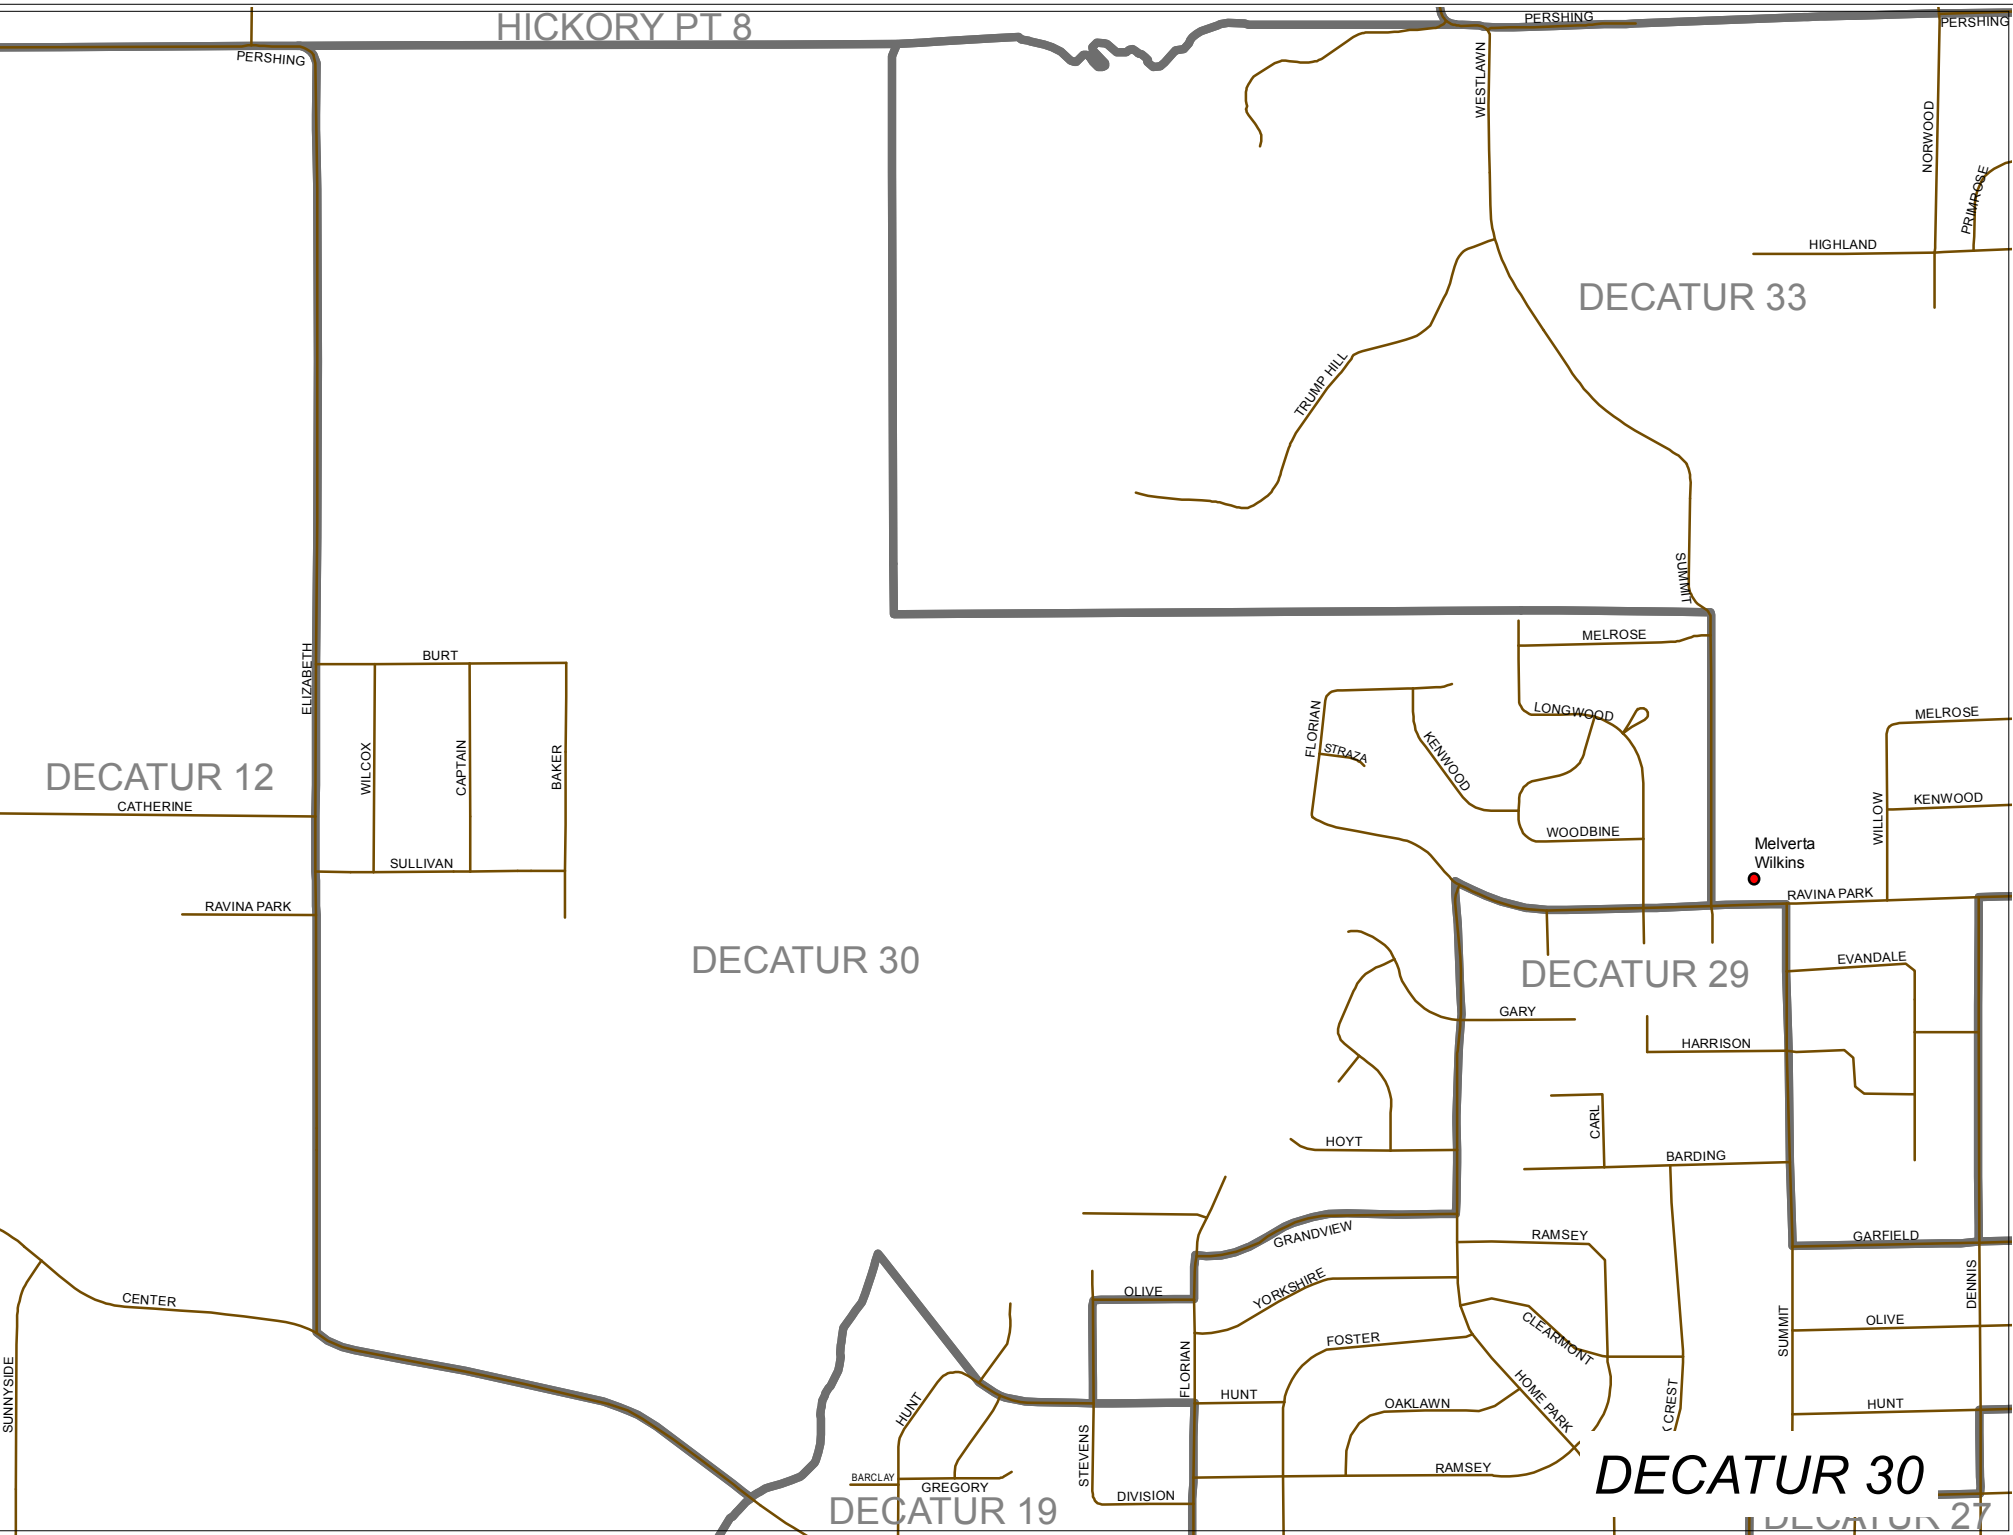 HICKORY PT 8
PERSHING
PERSHING
PERSHING
WESTLAWN
NORWOOD
PRIMROSE
HIGHLAND
DECATUR 33
TRUMP HILL
SUMMIT
MELROSE
ELIZABETH
BURT
WILCOX
CAPTAIN
BAKER
SULLIVAN
DECATUR 12
CATHERINE
RAVINA PARK
FLORIAN
STRAZA
KENWOOD
LONGWOOD
WOODBINE
MELROSE
KENWOOD
WILLOW
Melverta
Wilkins
RAVINA PARK
DECATUR 30
DECATUR 29
EVANDALE
GARY
HARRISON
CARL
BARDING
HOYT
GRANDVIEW
RAMSEY
GARFIELD
DENNIS
CENTER
SUNNYSIDE
OLIVE
YORKSHIRE
FOSTER
CLEARMONT
SUMMIT
OLIVE
FLORIAN
HUNT
HUNT
OAKLAWN
HOME PARK
CREST
HUNT
STEVENS
BARCLAY
GREGORY
RAMSEY
DIVISION
DECATUR 19
DECATUR 30
DECATUR 27